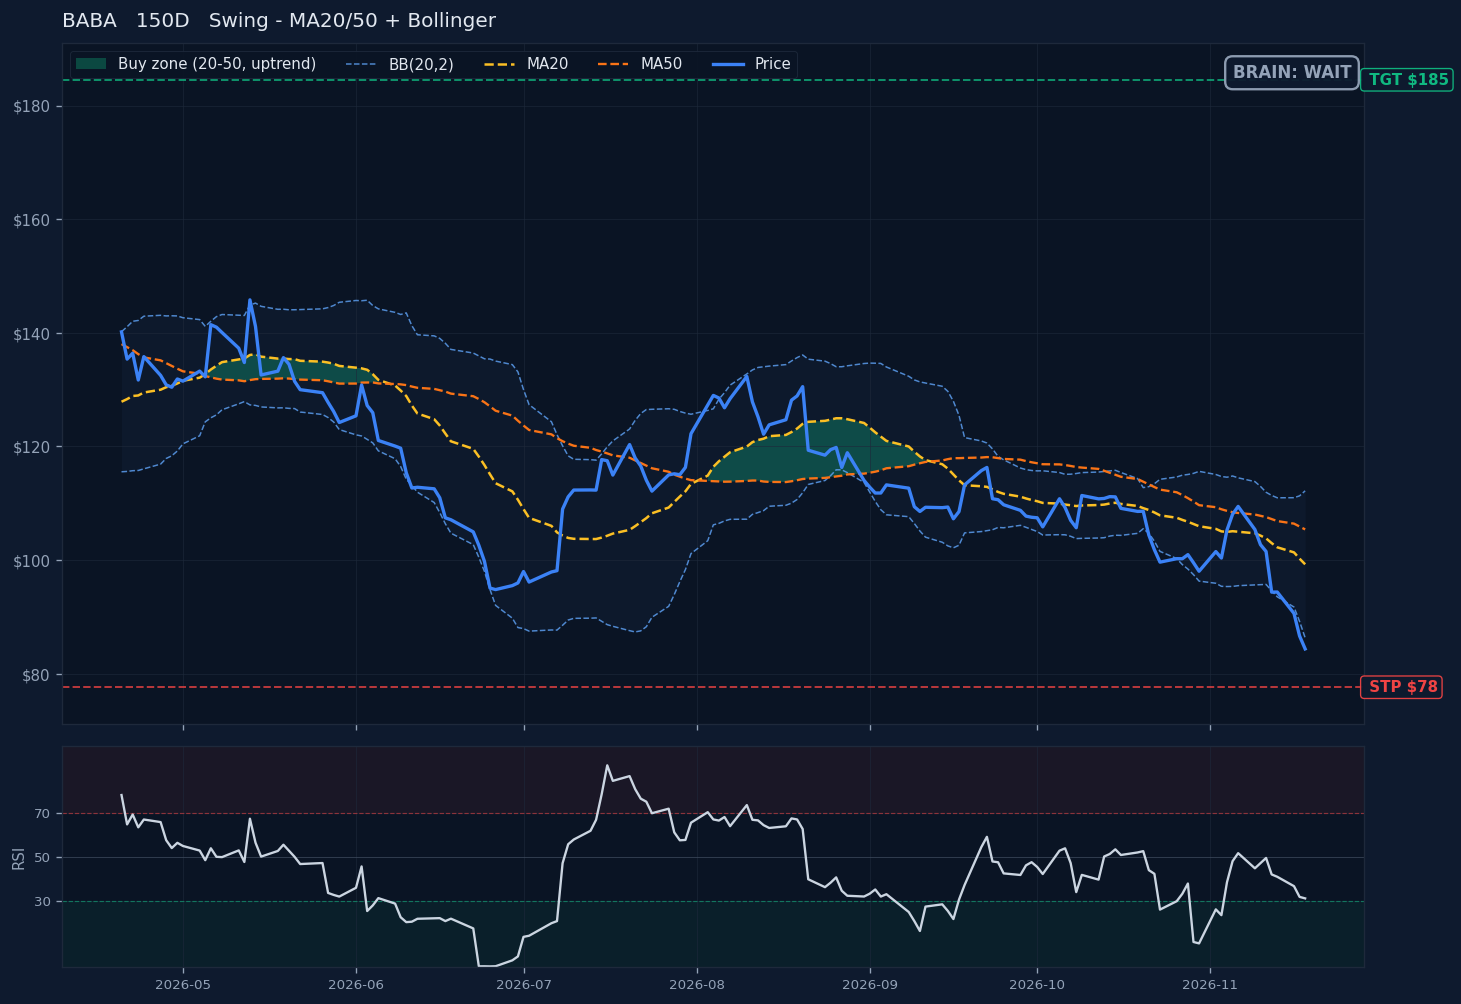 BABA 150D Swing - MA20/50 + Bollinger
Buy zone (20-50, uptrend) BB(20,2) MA20 MA50 Price
BRAIN: WAIT
TGT $185
$180
$160
$140
$120
$100
$80
STP $78
RSI
70
50
30
2026-05 2026-06 2026-07 2026-08 2026-09 2026-10 2026-11